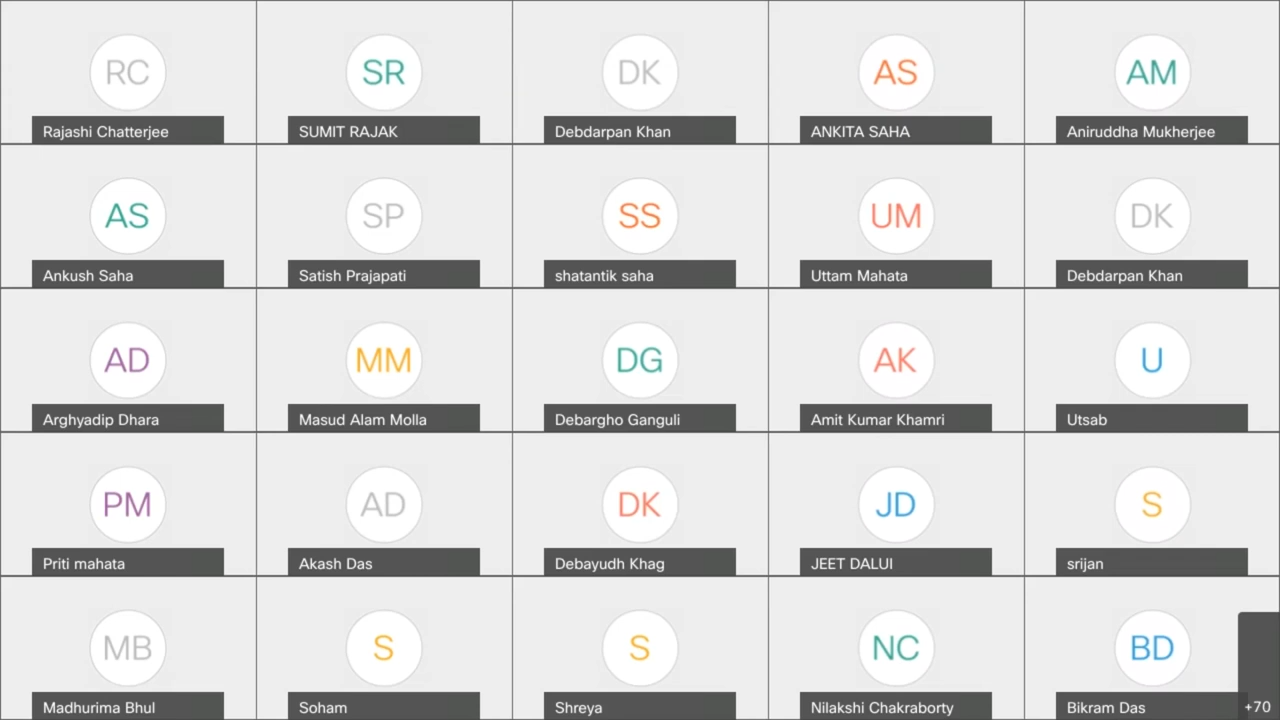 RC
Rajashi Chatterjee
SR
SUMIT RAJAK
DK
Debdarpan Khan
AS
ANKITA SAHA
AM
Aniruddha Mukherjee
AS
Ankush Saha
SP
Satish Prajapati
SS
shatantik saha
UM
Uttam Mahata
DK
Debdarpan Khan
AD
Arghyadip Dhara
MM
Masud Alam Molla
DG
Debargho Ganguli
AK
Amit Kumar Khamri
U
Utsab
PM
Priti mahata
AD
Akash Das
DK
Debayudh Khag
JD
JEET DALUI
S
srijan
MB
Madhurima Bhul
S
Soham
S
Shreya
NC
Nilakshi Chakraborty
BD
Bikram Das
+70